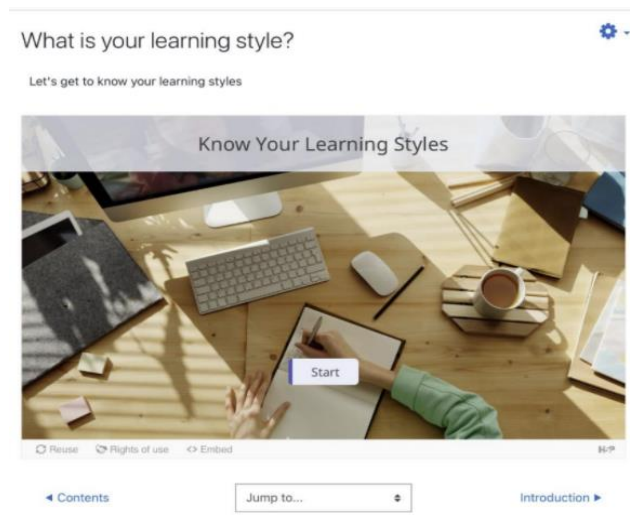 What is your learning style?
Let's get to know your learning styles
Know Your Learning Styles
Start
Reuse Rights of use <> Embed H5P
◄ Contents Jump to... Introduction ►